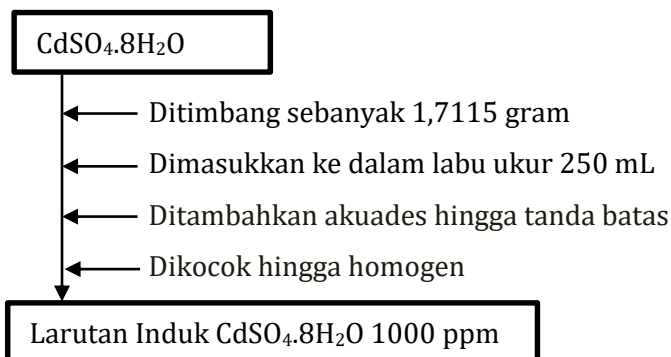 CdSO₄.8H₂O
Ditimbang sebanyak 1,7115 gram
Dimasukkan ke dalam labu ukur 250 mL
Ditambahkan akuades hingga tanda batas
Dikocok hingga homogen
Larutan Induk CdSO₄.8H₂O 1000 ppm